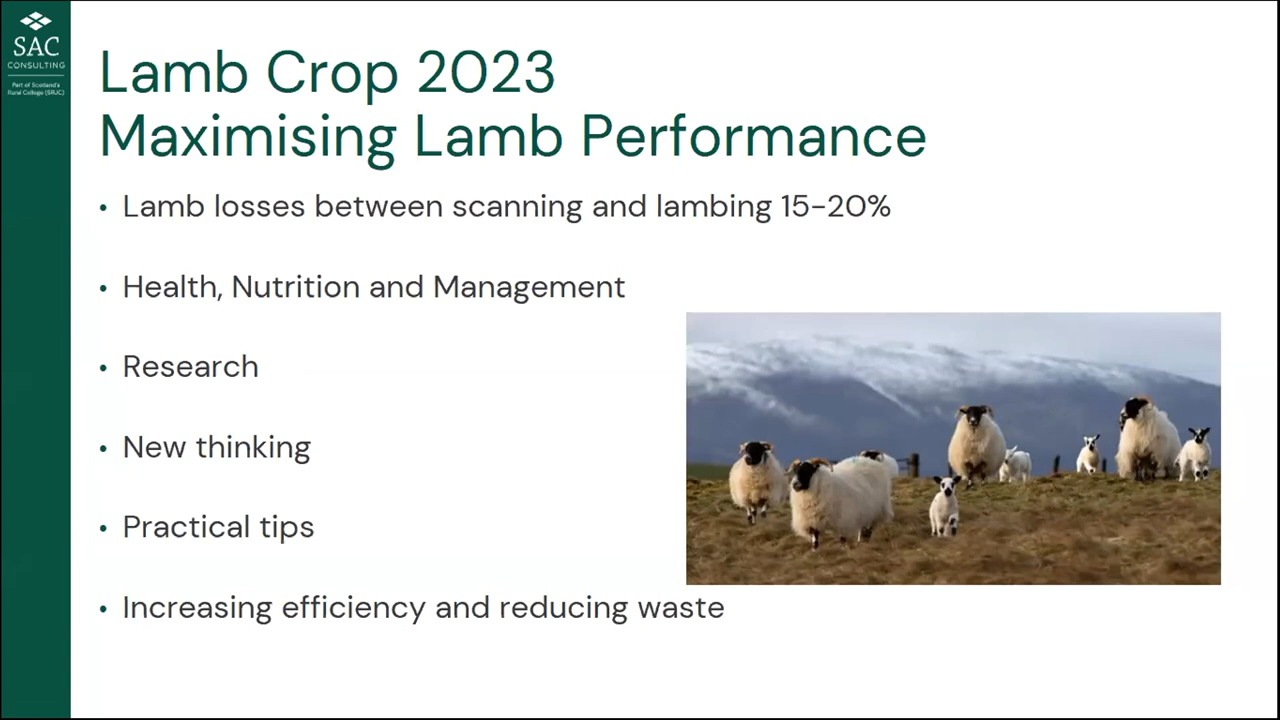 SAC
CONSULTING
Part of Scotland's
Rural College (SRUC)
Lamb Crop 2023
Maximising Lamb Performance
• Lamb losses between scanning and lambing 15-20%
• Health, Nutrition and Management
• Research
• New thinking
• Practical tips
• Increasing efficiency and reducing waste